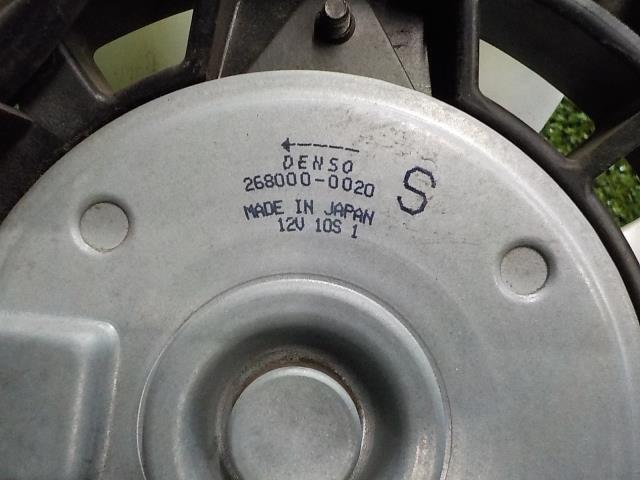 DENSO
268000-0020
S
MADE IN JAPAN
12V 10S 1